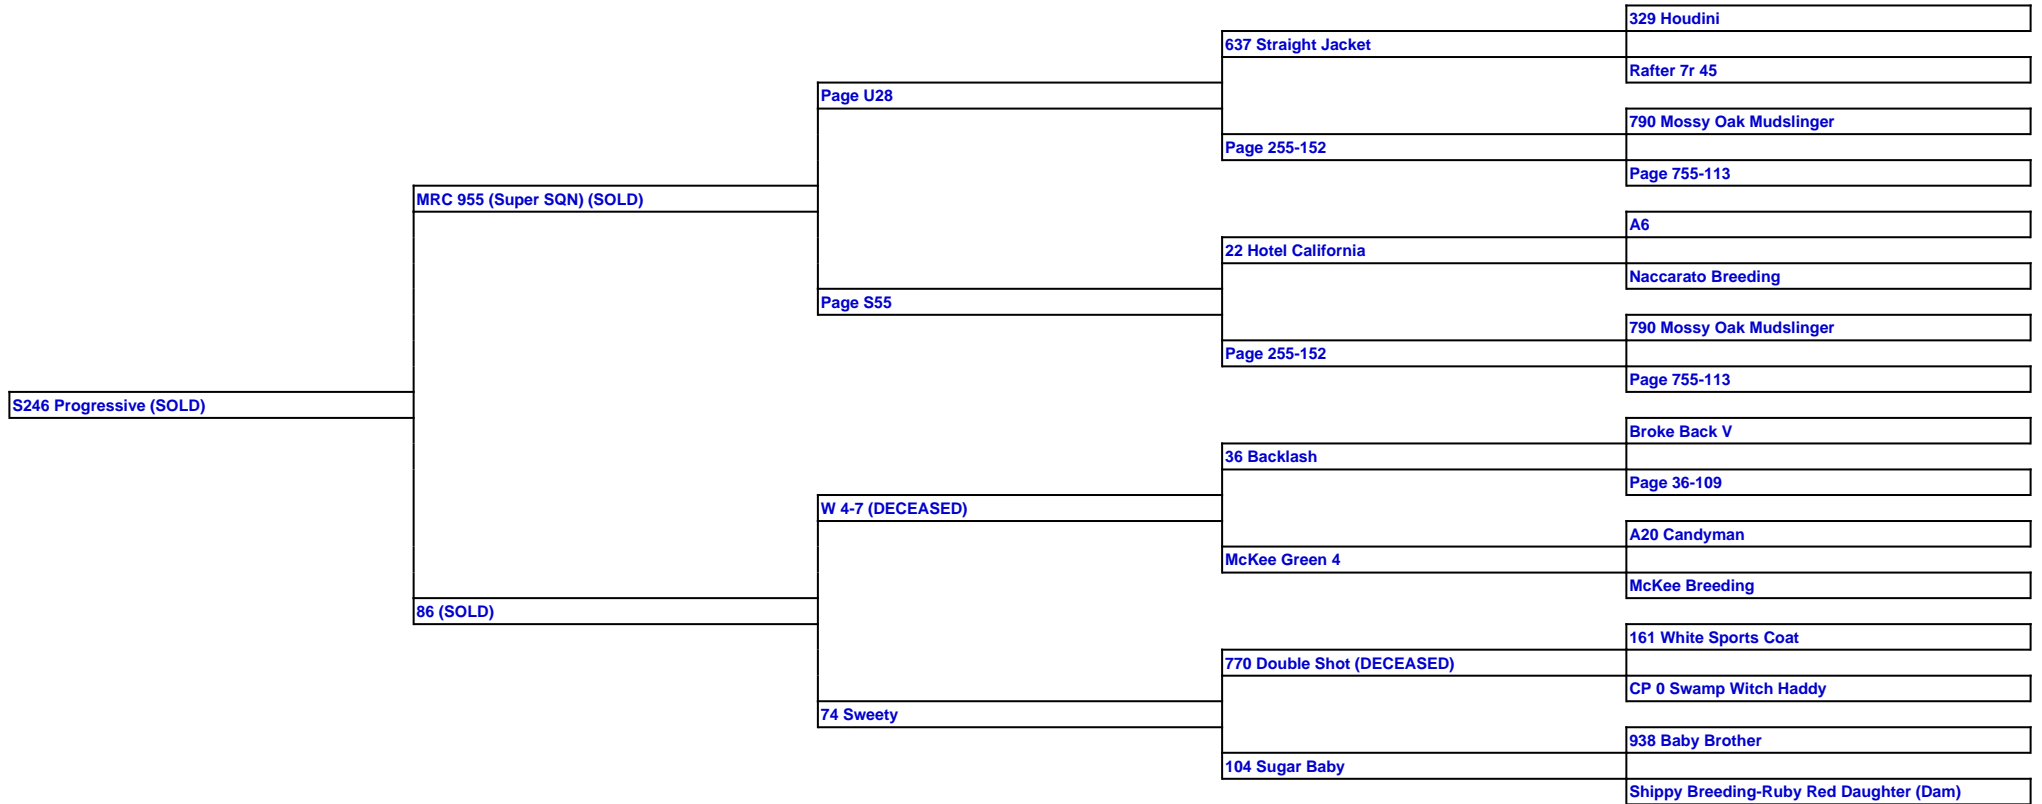 329 Houdini
637 Straight Jacket
Rafter 7r 45
Page U28
790 Mossy Oak Mudslinger
Page 255-152
Page 755-113
MRC 955 (Super SQN) (SOLD)
A6
22 Hotel California
Naccarato Breeding
Page S55
790 Mossy Oak Mudslinger
Page 255-152
Page 755-113
S246 Progressive (SOLD)
Broke Back V
36 Backlash
Page 36-109
W 4-7 (DECEASED)
A20 Candyman
McKee Green 4
McKee Breeding
86 (SOLD)
161 White Sports Coat
770 Double Shot (DECEASED)
CP 0 Swamp Witch Haddy
74 Sweety
938 Baby Brother
104 Sugar Baby
Shippy Breeding-Ruby Red Daughter (Dam)